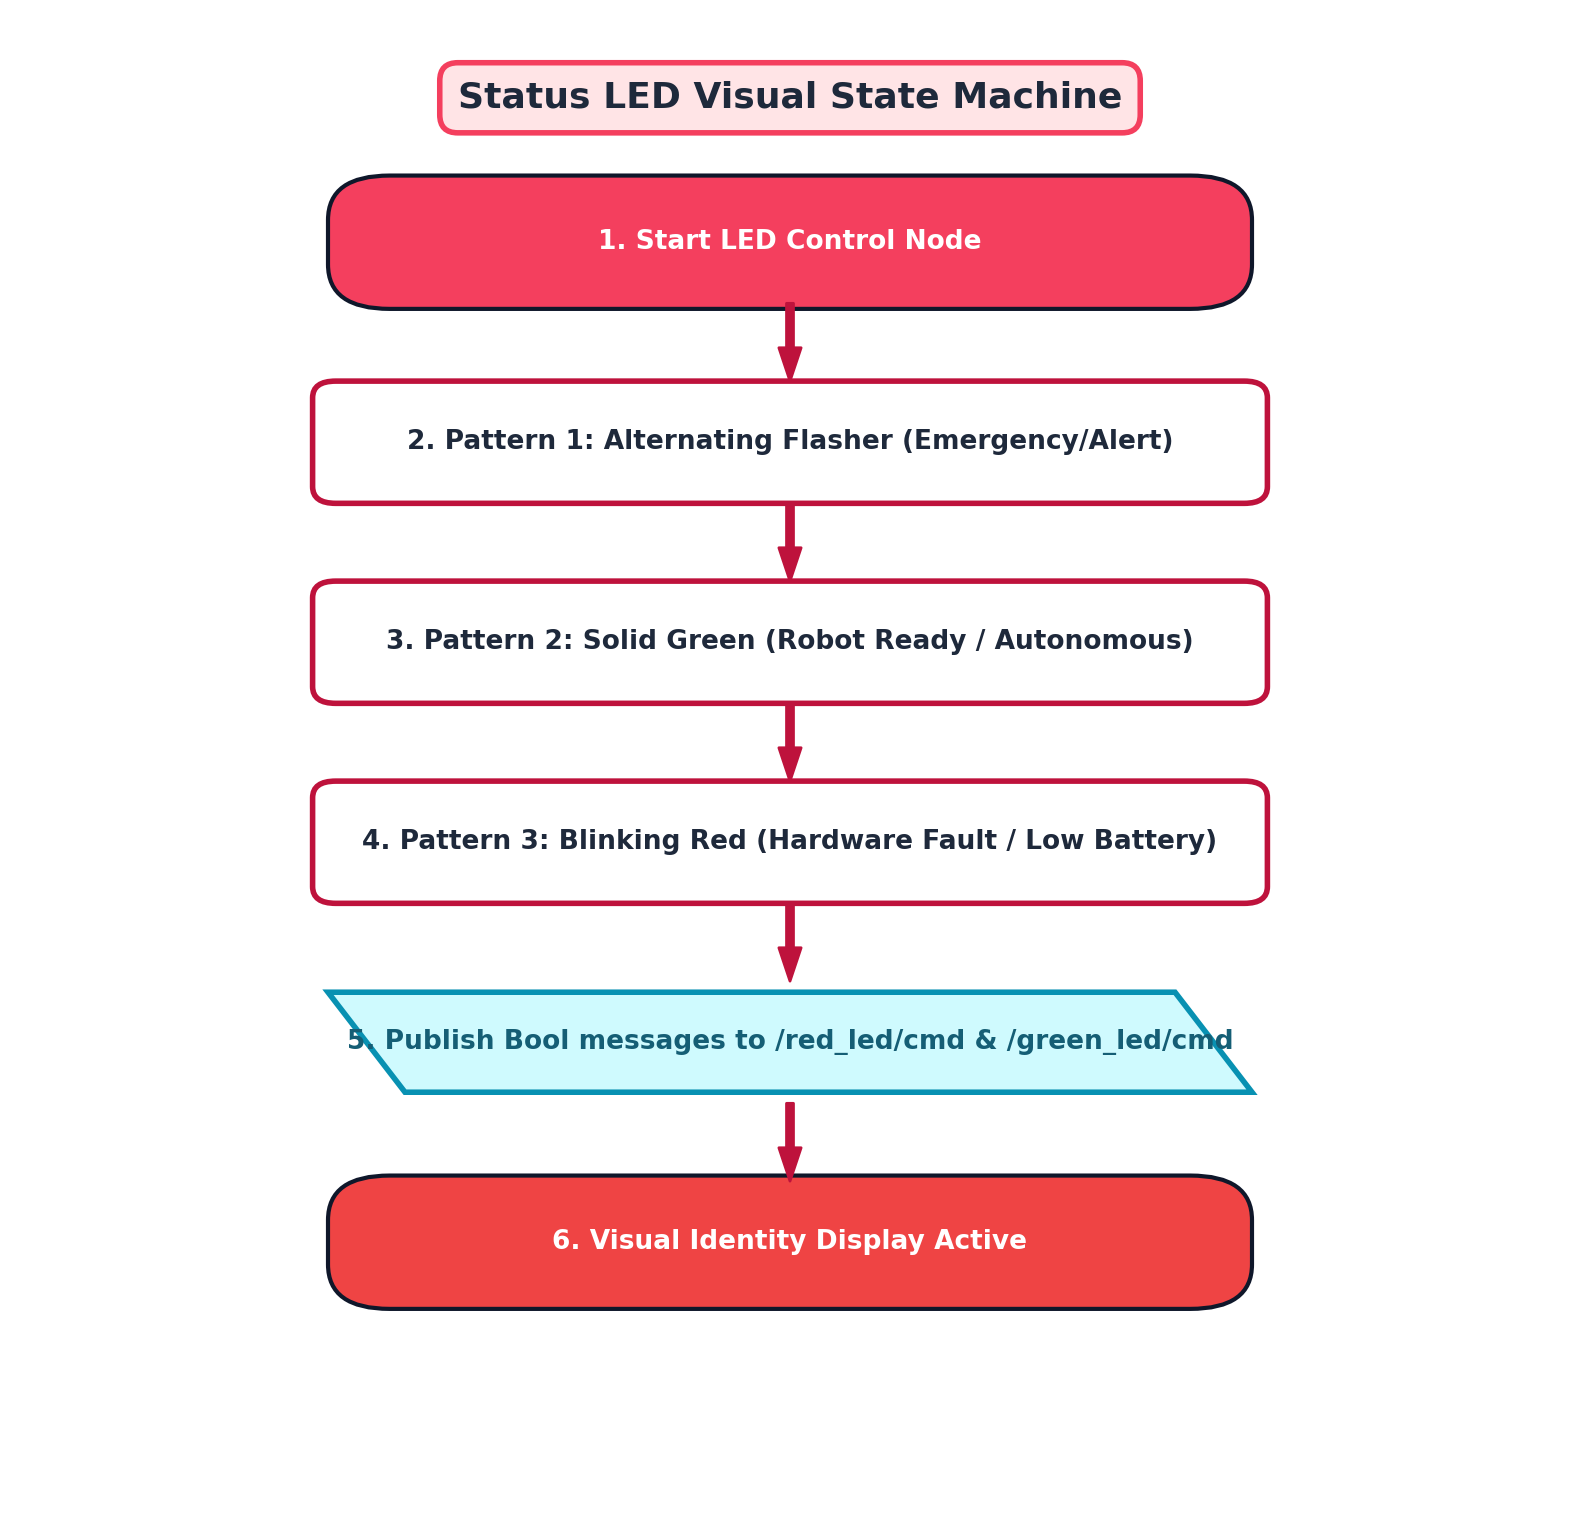 Status LED Visual State Machine
1. Start LED Control Node
2. Pattern 1: Alternating Flasher (Emergency/Alert)
3. Pattern 2: Solid Green (Robot Ready / Autonomous)
4. Pattern 3: Blinking Red (Hardware Fault / Low Battery)
5. Publish Bool messages to /red_led/cmd & /green_led/cmd
6. Visual Identity Display Active